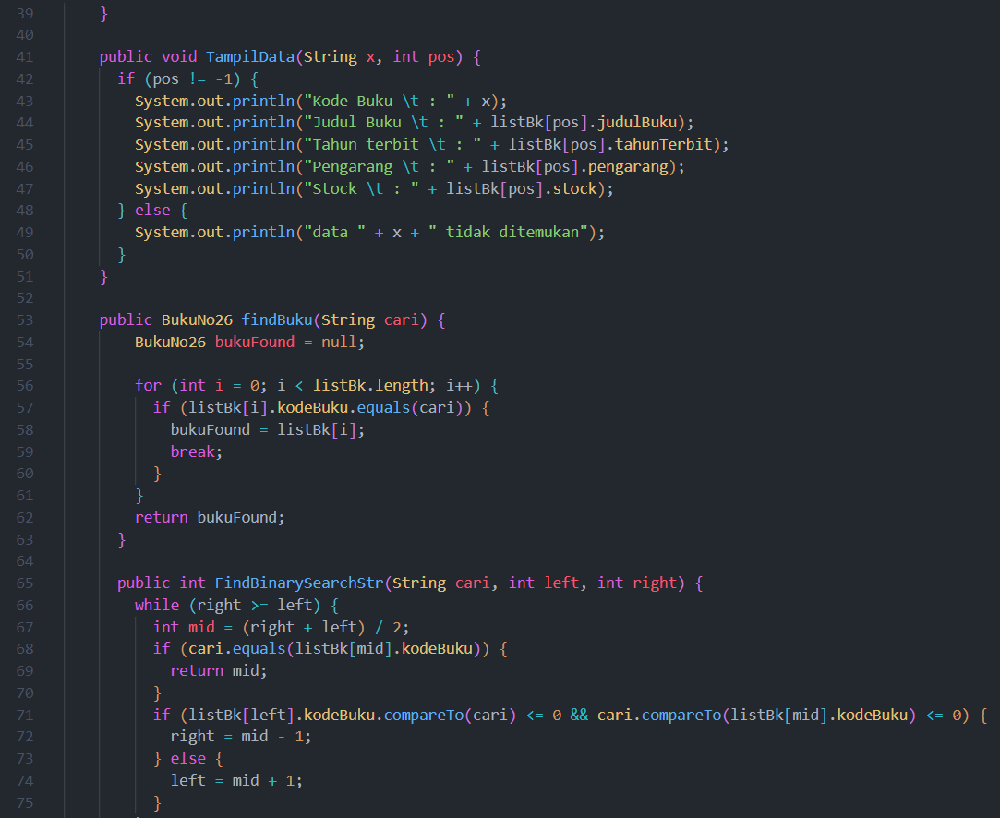 39 }
40
41 public void TampilData(String x, int pos) {
42 if (pos != -1) {
43 System.out.println("Kode Buku \t : " + x);
44 System.out.println("Judul Buku \t : " + listBk[pos].judulBuku);
45 System.out.println("Tahun terbit \t : " + listBk[pos].tahunTerbit);
46 System.out.println("Pengarang \t : " + listBk[pos].pengarang);
47 System.out.println("Stock \t : " + listBk[pos].stock);
48 } else {
49 System.out.println("data " + x + " tidak ditemukan");
50 }
51 }
52
53 public BukuNo26 findBuku(String cari) {
54 BukuNo26 bukuFound = null;
55
56 for (int i = 0; i < listBk.length; i++) {
57 if (listBk[i].kodeBuku.equals(cari)) {
58 bukuFound = listBk[i];
59 break;
60 }
61 }
62 return bukuFound;
63 }
64
65 public int FindBinarySearchStr(String cari, int left, int right) {
66 while (right >= left) {
67 int mid = (right + left) / 2;
68 if (cari.equals(listBk[mid].kodeBuku)) {
69 return mid;
70 }
71 if (listBk[left].kodeBuku.compareTo(cari) <= 0 && cari.compareTo(listBk[mid].kodeBuku) <= 0) {
72 right = mid - 1;
73 } else {
74 left = mid + 1;
75 }